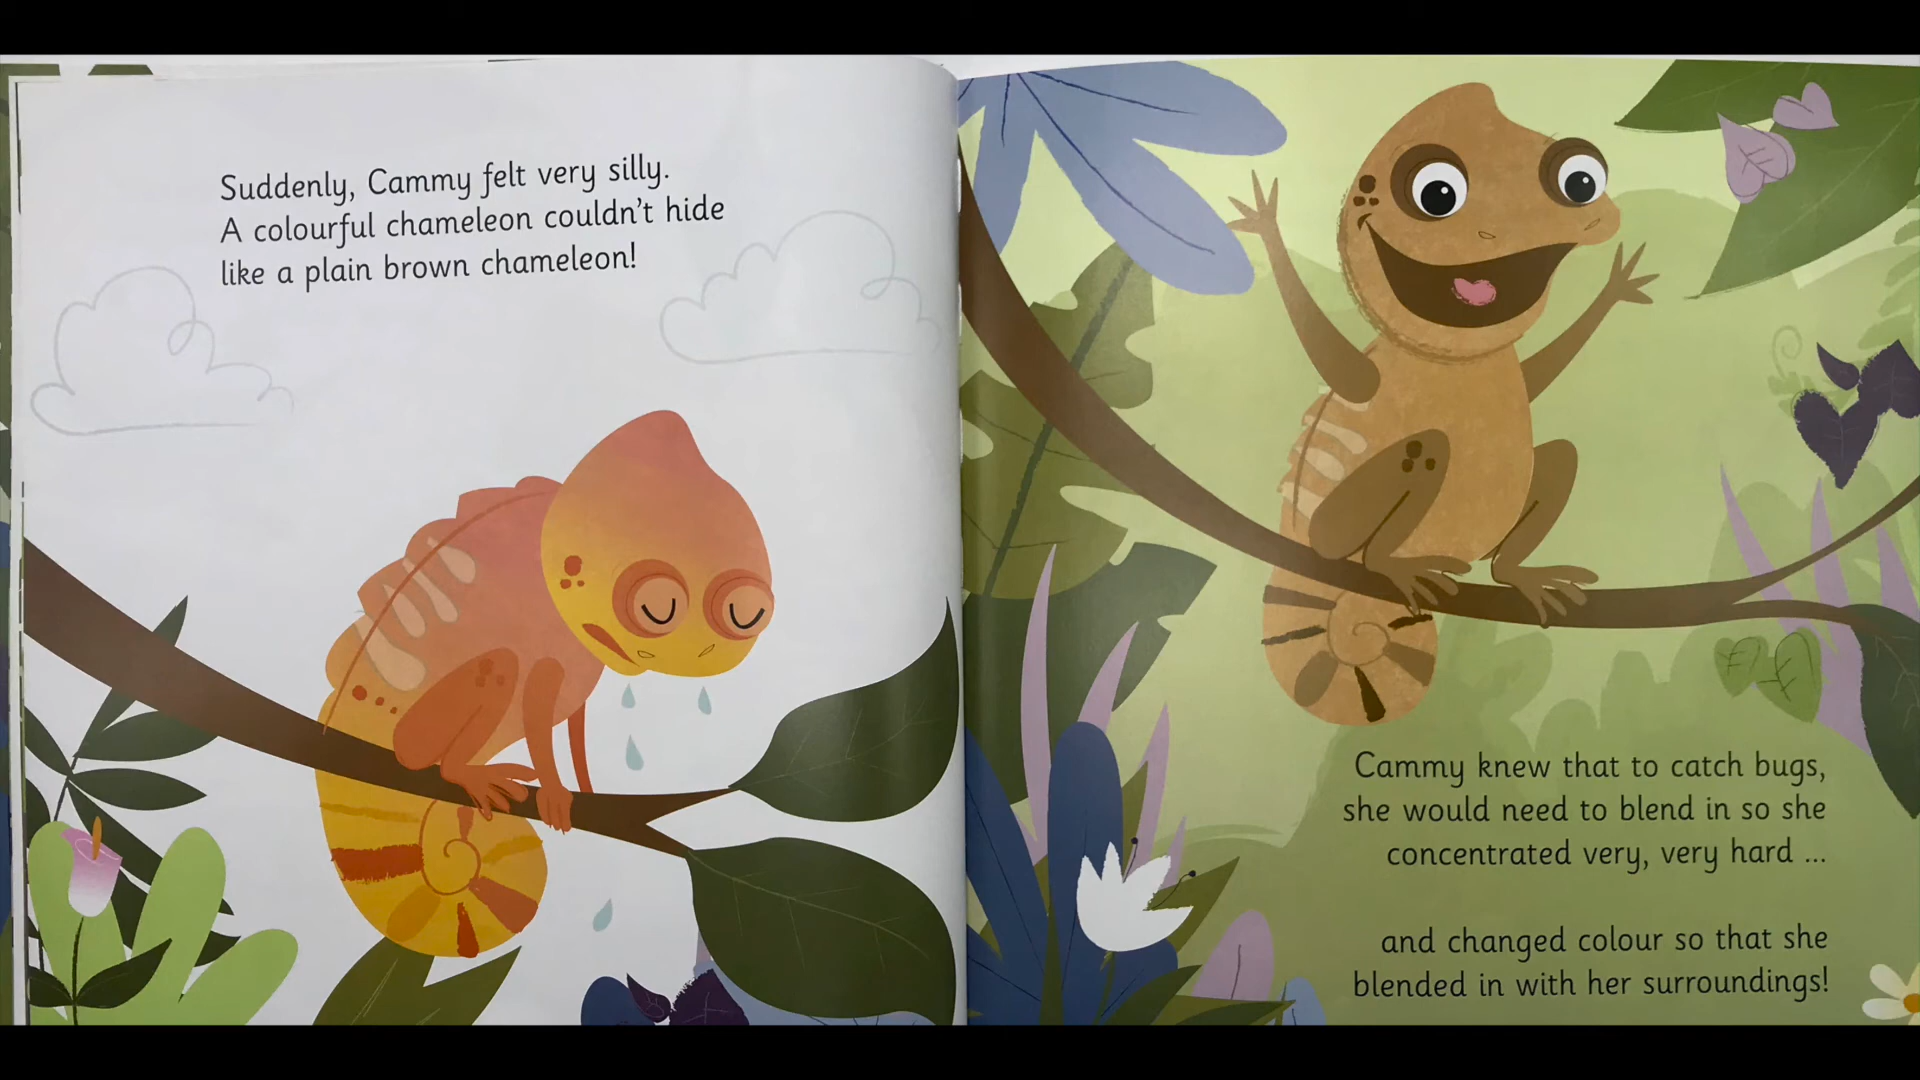 Suddenly, Cammy felt very silly.
A colourful chameleon couldn't hide
like a plain brown chameleon!
Cammy knew that to catch bugs,
she would need to blend in so she
concentrated very, very hard ...
and changed colour so that she
blended in with her surroundings!